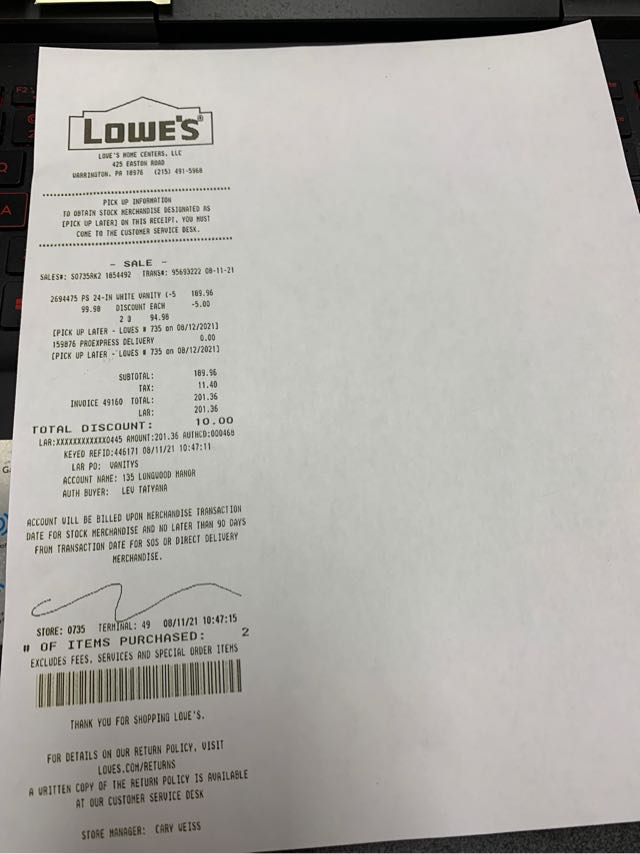 LOWE'S®
LOWE'S HOME CENTERS, LLC
425 EASTON ROAD
WARRINGTON, PA 18976 (215) 491-5968
PICK UP INFORMATION
TO OBTAIN STOCK MERCHANDISE DESIGNATED AS
[PICK UP LATER] ON THIS RECEIPT, YOU MUST
COME TO THE CUSTOMER SERVICE DESK.
- SALE -
SALES#: S0735RK2 1854492 TRANS#: 95693222 08-11-21
2694475 PS 24-IN WHITE VANITY (-5 189.96
99.98 DISCOUNT EACH -5.00
2 @ 94.98
[PICK UP LATER - LOWES # 735 on 08/12/2021]
159876 PROEXPRESS DELIVERY 0.00
[PICK UP LATER - LOWES # 735 on 08/12/2021]
SUBTOTAL: 189.96
TAX: 11.40
INVOICE 49160 TOTAL: 201.36
LAR: 201.36
TOTAL DISCOUNT: 10.00
LAR:XXXXXXXXXXXX0445 AMOUNT:201.36 AUTHCD:000468
KEYED REFID:446171 08/11/21 10:47:11
LAR PO: VANITYS
ACCOUNT NAME: 135 LONGWOOD MANOR
AUTH BUYER: LEV TATYANA
ACCOUNT WILL BE BILLED UPON MERCHANDISE TRANSACTION
DATE FOR STOCK MERCHANDISE AND NO LATER THAN 90 DAYS
FROM TRANSACTION DATE FOR SOS OR DIRECT DELIVERY
MERCHANDISE.
STORE: 0735 TERMINAL: 49 08/11/21 10:47:15
# OF ITEMS PURCHASED: 2
EXCLUDES FEES, SERVICES AND SPECIAL ORDER ITEMS
THANK YOU FOR SHOPPING LOWE'S.
FOR DETAILS ON OUR RETURN POLICY, VISIT
LOWES.COM/RETURNS
A WRITTEN COPY OF THE RETURN POLICY IS AVAILABLE
AT OUR CUSTOMER SERVICE DESK
STORE MANAGER: CARY WEISS